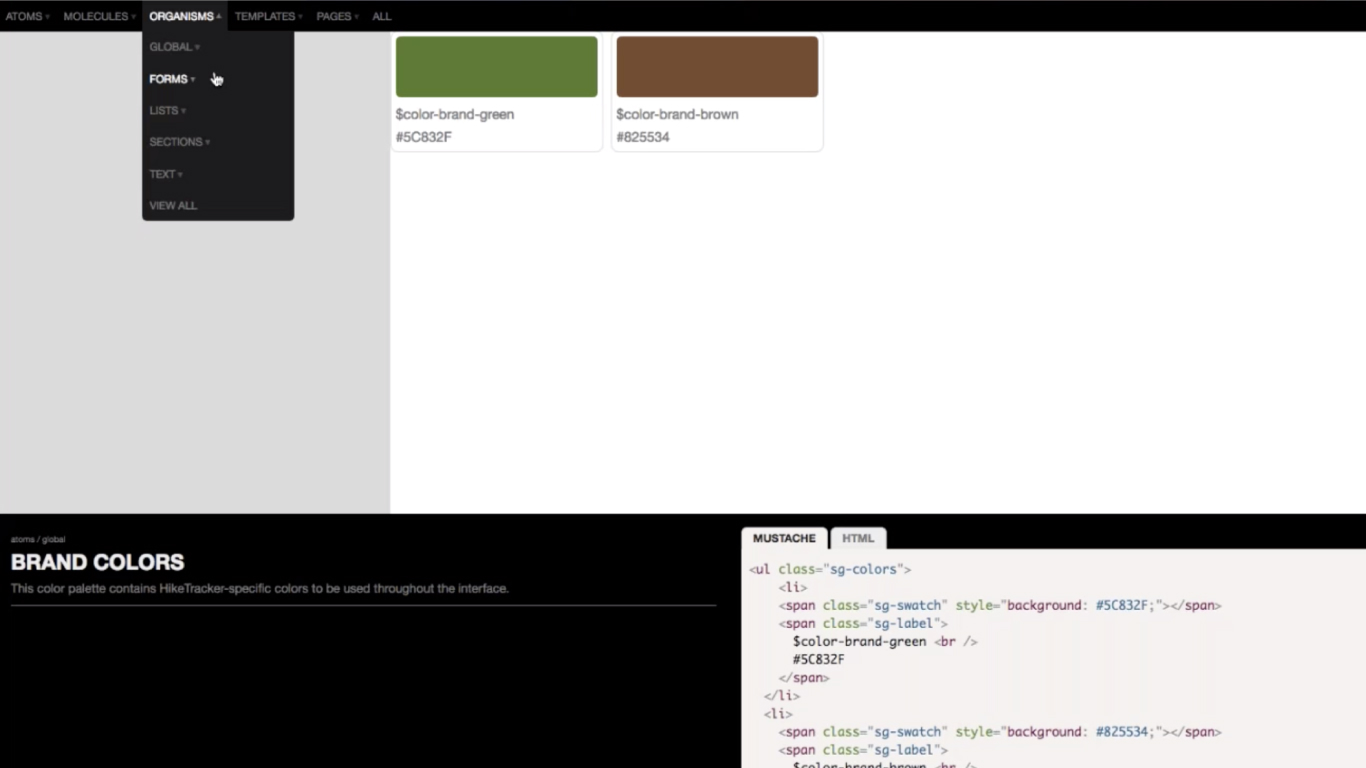 ATOMS MOLECULES ORGANISMS TEMPLATES PAGES ALL
GLOBAL
FORMS
LISTS
SECTIONS
TEXT
VIEW ALL
$color-brand-green
#5C832F
$color-brand-brown
#825534
atoms / global
BRAND COLORS
This color palette contains HikeTracker-specific colors to be used throughout the interface.
MUSTACHE HTML
<ul class="sg-colors">
<li>
<span class="sg-swatch" style="background: #5C832F;"></span>
<span class="sg-label">
$color-brand-green <br />
#5C832F
</span>
</li>
<li>
<span class="sg-swatch" style="background: #825534;"></span>
<span class="sg-label">
$color-brand-brown <br />